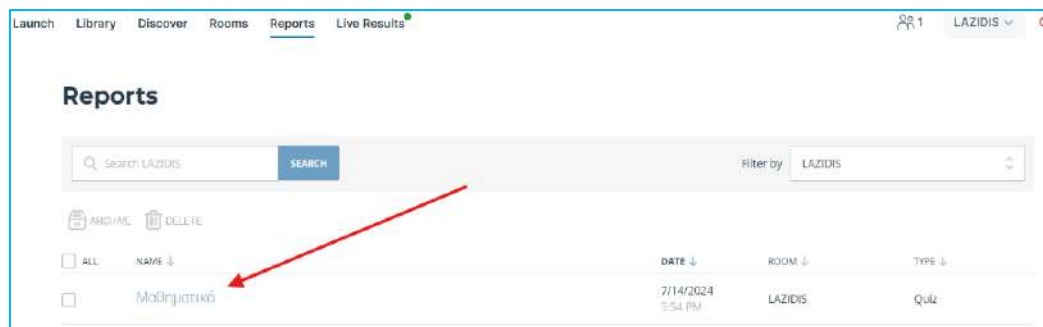 Launch Library Discover Rooms Reports Live Results 1 LAZIDIS
Reports
Search LAZIDIS SEARCH Filter by LAZIDIS
ARCHIVE DELETE
ALL NAME DATE ROOM TYPE
Μαθηματικά 7/14/2024 LAZIDIS Quiz
5:54 PM